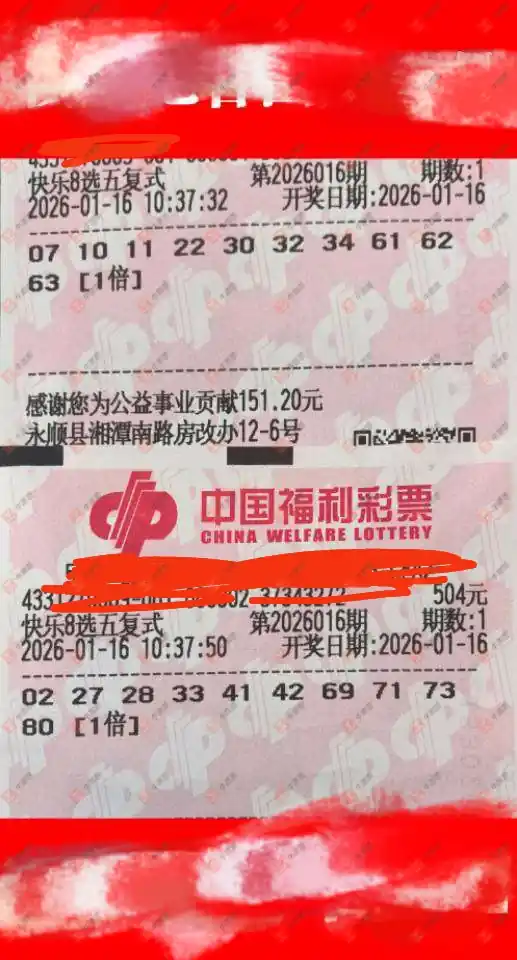 快乐8选五复式 第2026016期 期数:1
2026-01-16 10:37:32 开奖日期:2026-01-16
07 10 11 22 30 32 34 61 62
63 [1倍]
感谢您为公益事业贡献151.20元
永顺县湘潭南路房改办12-6号
中国福利彩票
CHINA WELFARE LOTTERY
504元
快乐8选五复式 第2026016期 期数:1
2026-01-16 10:37:50 开奖日期:2026-01-16
02 27 28 33 41 42 69 71 73
80 [1倍]